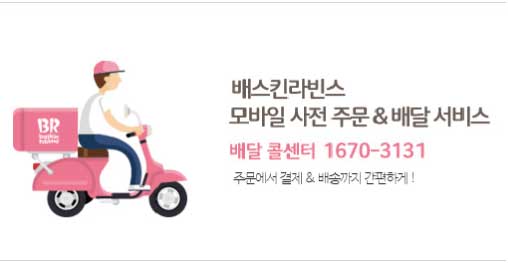 BR
baskin
robbins
배스킨라빈스
모바일 사전 주문 & 배달 서비스
배달 콜센터 1670-3131
주문에서 결제 & 배송까지 간편하게 !